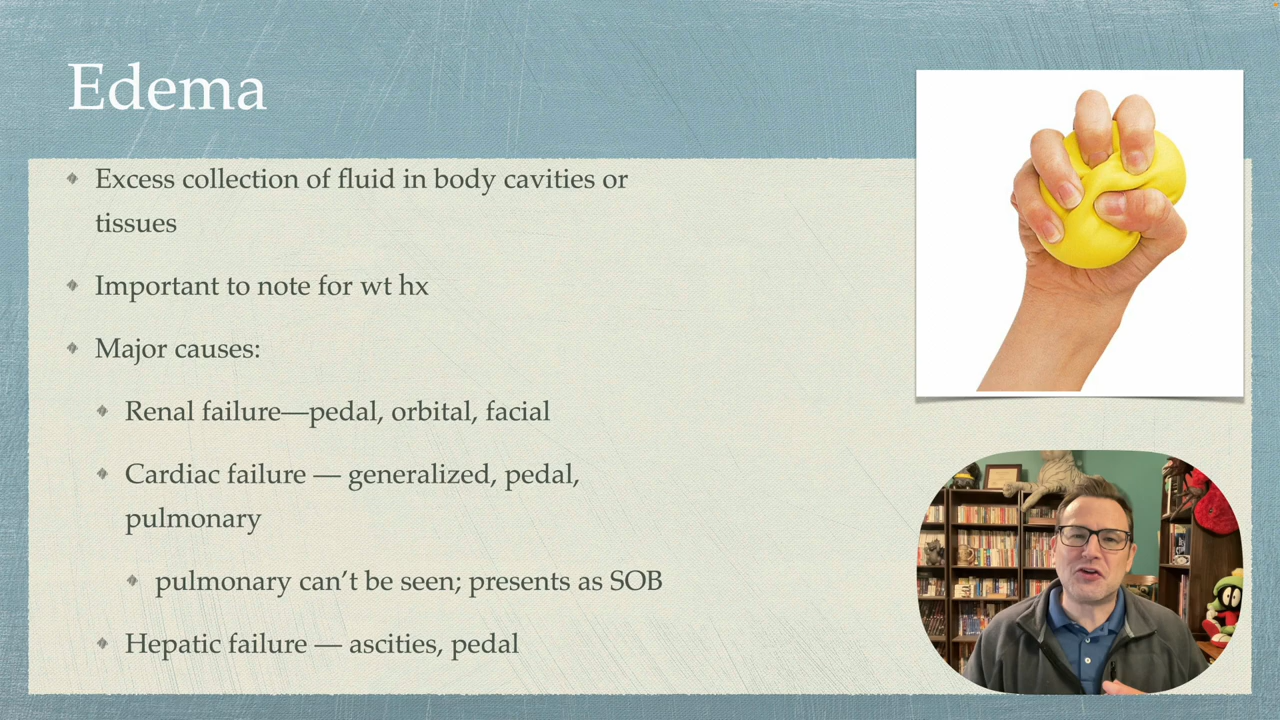 Edema
Excess collection of fluid in body cavities or
tissues
Important to note for wt hx
Major causes:
Renal failure—pedal, orbital, facial
Cardiac failure — generalized, pedal,
pulmonary
pulmonary can’t be seen; presents as SOB
Hepatic failure — ascities, pedal